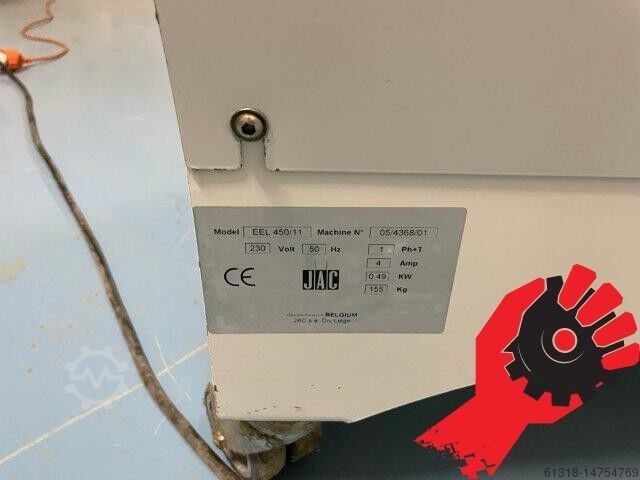 Model EEL 450/11 Machine N° 05/4368/01
230 Volt 50 Hz 1 Ph+T
4 Amp
0.49 KW
155 Kg
CE
JAC
BELGIUM
JAC s.a. Div Liège
61318-14754769